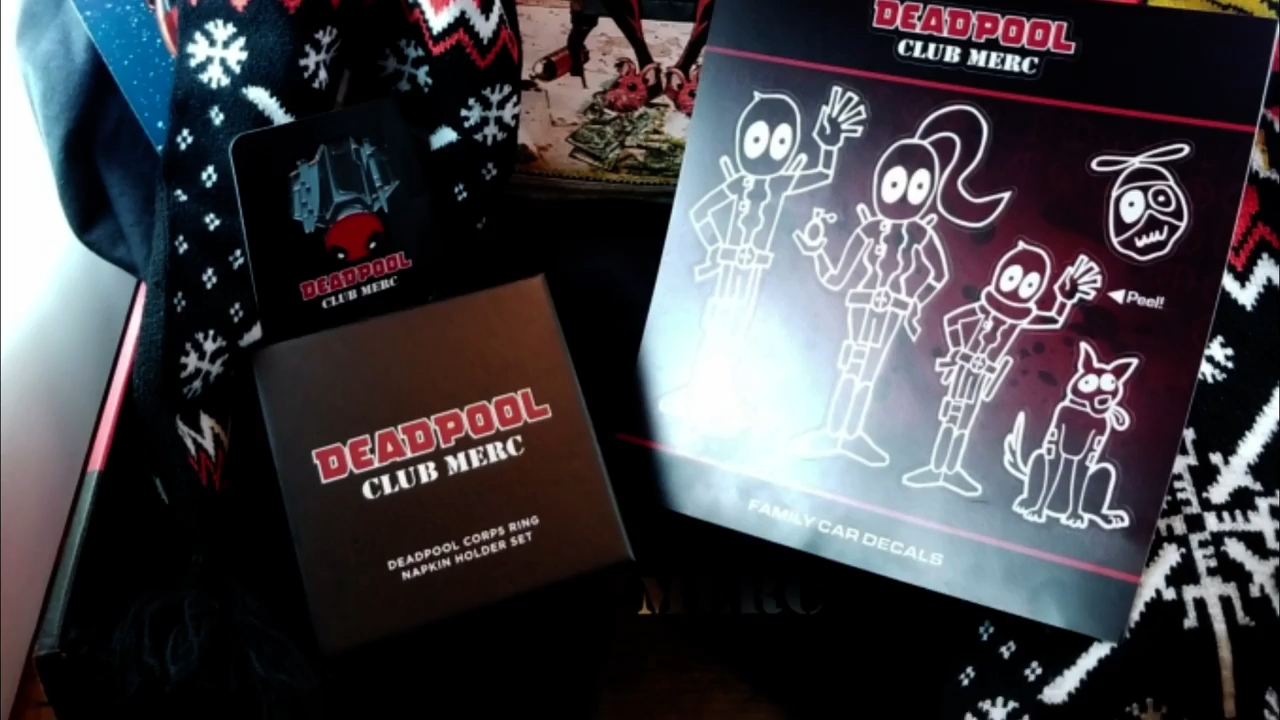 DEADPOOL
CLUB MERC
DEADPOOL
CLUB MERC
DEADPOOL CORPS RING
NAPKIN HOLDER SET
DEADPOOL
CLUB MERC
Peel!
FAMILY CAR DECALS
MERC